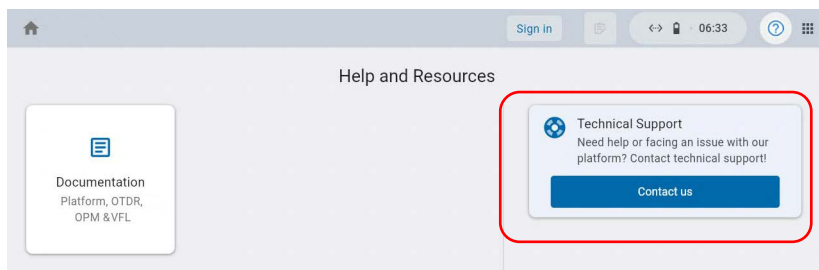 Sign in
06:33
Help and Resources
Documentation
Platform, OTDR,
OPM & VFL
Technical Support
Need help or facing an issue with our
platform? Contact technical support!
Contact us